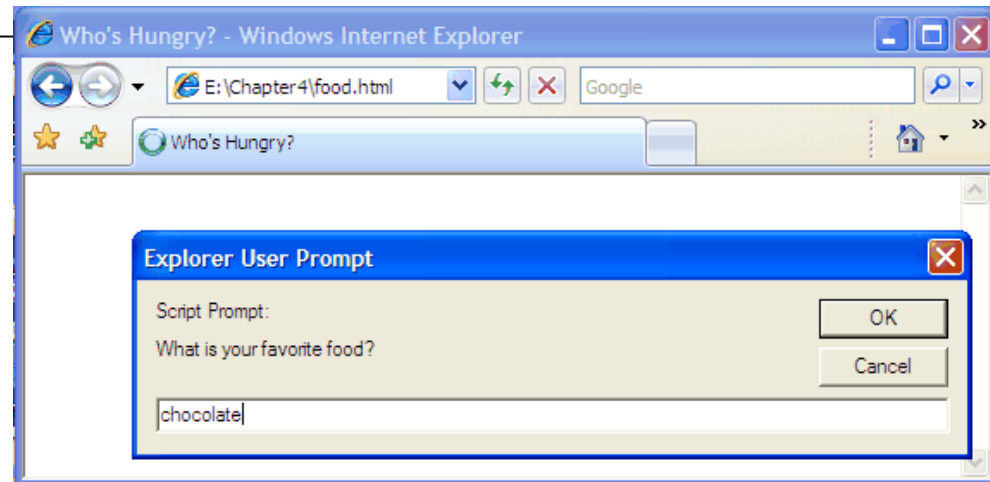 Who's Hungry? - Windows Internet Explorer
E:\Chapter4\food.html
Google
Who's Hungry?
»
Explorer User Prompt
Script Prompt:
OK
What is your favorite food?
Cancel
chocolate